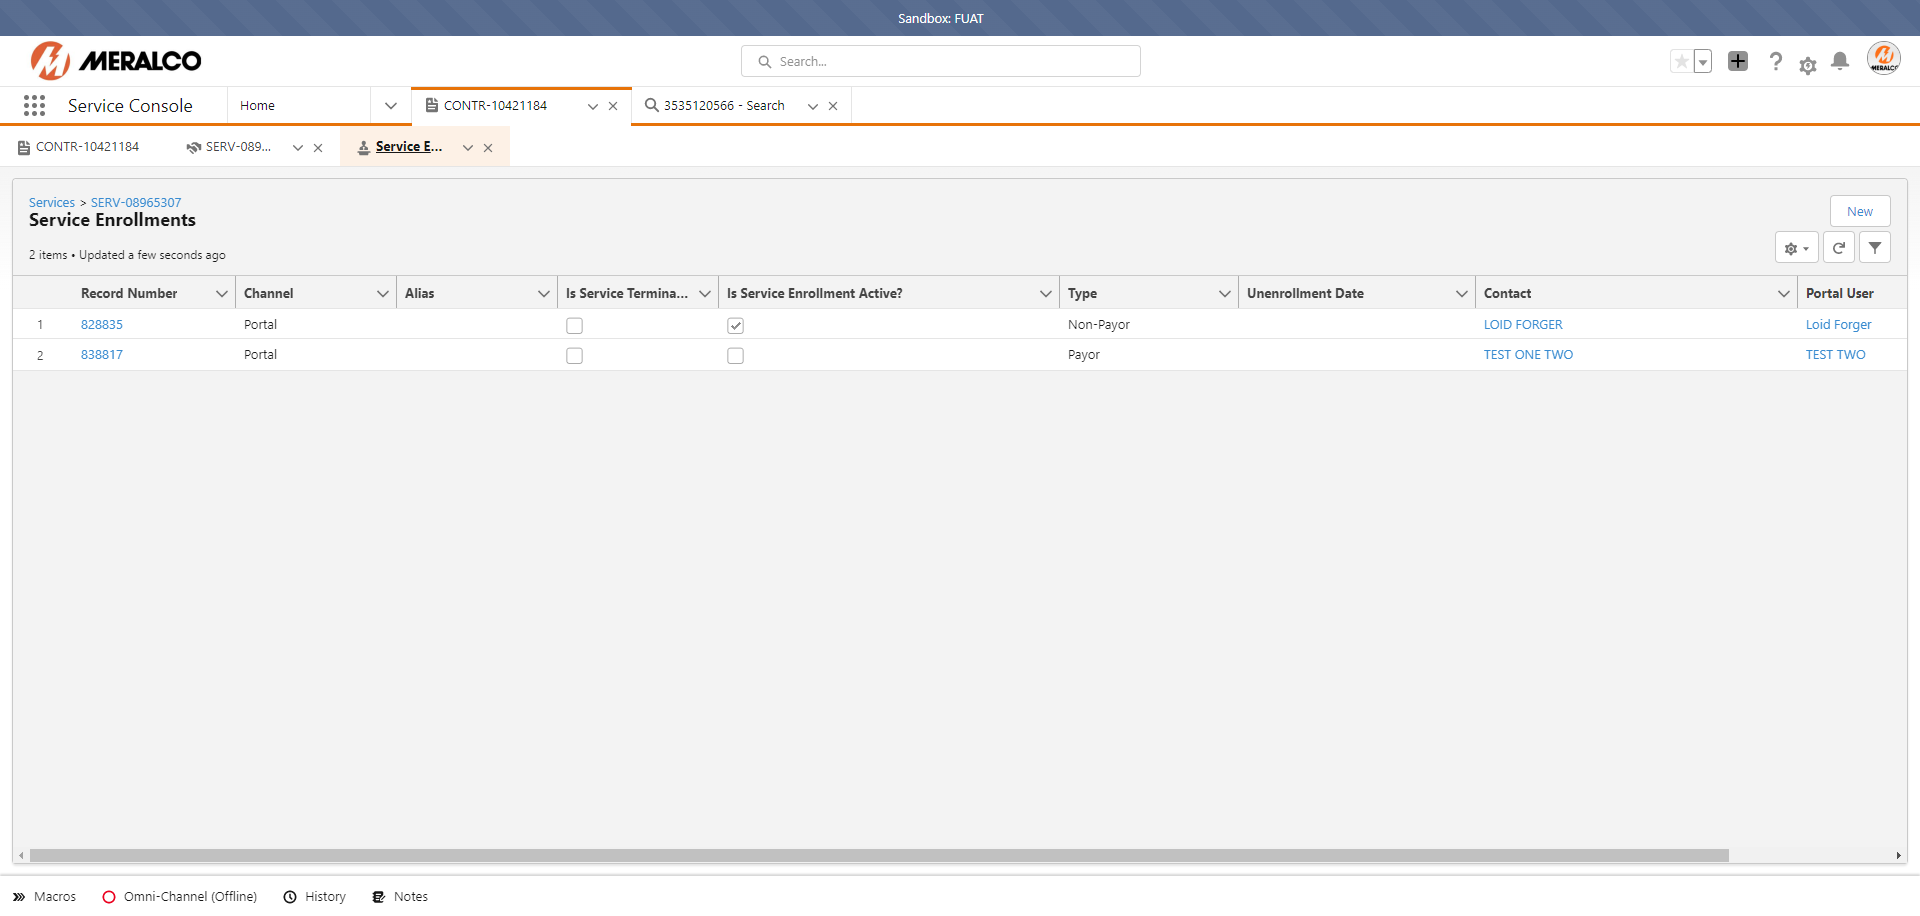 Sandbox: FUAT
MERALCO
Search...
MERALCO
Service Console
Home
CONTR-10421184
3535120566 - Search
CONTR-10421184
SERV-089...
Service E...
Services > SERV-08965307
Service Enrollments
New
2 items • Updated a few seconds ago
Record Number Channel Alias Is Service Termina... Is Service Enrollment Active? Type Unenrollment Date Contact Portal User
1 828835 Portal Non-Payor LOID FORGER Loid Forger
2 838817 Portal Payor TEST ONE TWO TEST TWO
Macros Omni-Channel (Offline) History Notes